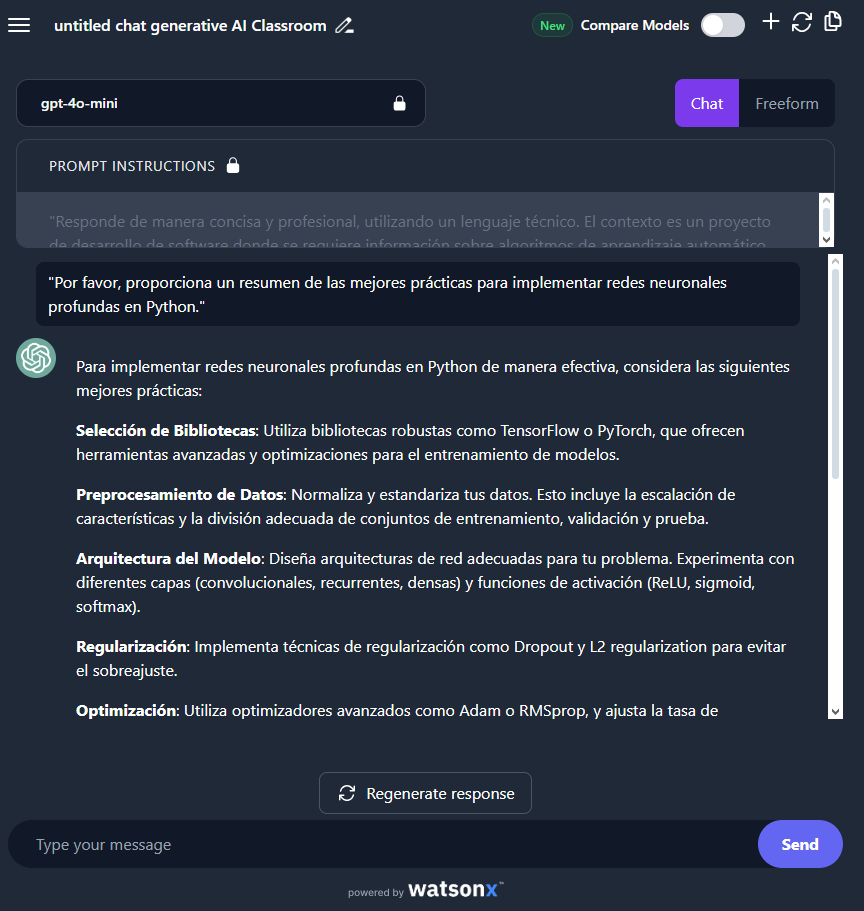 untitled chat generative AI Classroom
New Compare Models
gpt-4o-mini
Chat Freeform
PROMPT INSTRUCTIONS
"Responde de manera concisa y profesional, utilizando un lenguaje técnico. El contexto es un proyecto
de desarrollo de software donde se requiere información sobre algoritmos de aprendizaje automático
"Por favor, proporciona un resumen de las mejores prácticas para implementar redes neuronales
profundas en Python."
Para implementar redes neuronales profundas en Python de manera efectiva, considera las siguientes
mejores prácticas:
Selección de Bibliotecas: Utiliza bibliotecas robustas como TensorFlow o PyTorch, que ofrecen
herramientas avanzadas y optimizaciones para el entrenamiento de modelos.
Preprocesamiento de Datos: Normaliza y estandariza tus datos. Esto incluye la escalación de
características y la división adecuada de conjuntos de entrenamiento, validación y prueba.
Arquitectura del Modelo: Diseña arquitecturas de red adecuadas para tu problema. Experimenta con
diferentes capas (convolucionales, recurrentes, densas) y funciones de activación (ReLU, sigmoid,
softmax).
Regularización: Implementa técnicas de regularización como Dropout y L2 regularization para evitar
el sobreajuste.
Optimización: Utiliza optimizadores avanzados como Adam o RMSprop, y ajusta la tasa de
Regenerate response
Type your message
Send
powered by watsonx™